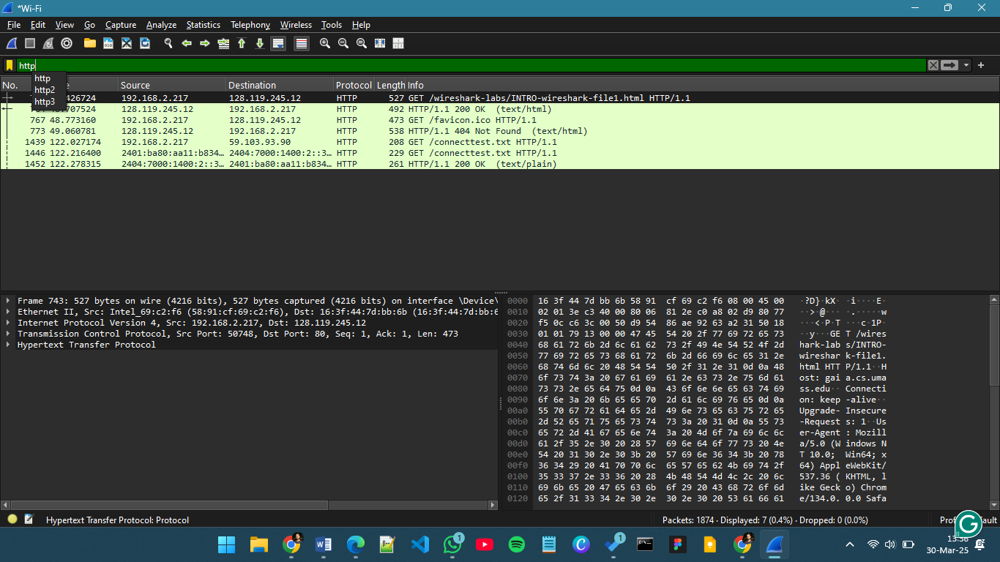 *Wi-Fi
File Edit View Go Capture Analyze Statistics Telephony Wireless Tools Help
http
http
http2
http3
No. Source Destination Protocol Length Info
426724 192.168.2.217 128.119.245.12 HTTP 527 GET /wireshark-labs/INTRO-wireshark-file1.html HTTP/1.1
707524 128.119.245.12 192.168.2.217 HTTP 492 HTTP/1.1 200 OK (text/html)
767 48.773160 192.168.2.217 128.119.245.12 HTTP 473 GET /favicon.ico HTTP/1.1
773 49.060781 128.119.245.12 192.168.2.217 HTTP 538 HTTP/1.1 404 Not Found (text/html)
1439 122.027174 192.168.2.217 59.103.93.90 HTTP 208 GET /connecttest.txt HTTP/1.1
1446 122.216400 2401:ba80:aa11:b834… 2404:7000:1400:2::3… HTTP 229 GET /connecttest.txt HTTP/1.1
1452 122.278315 2404:7000:1400:2::3… 2401:ba80:aa11:b834… HTTP 261 HTTP/1.1 200 OK (text/plain)
Frame 743: 527 bytes on wire (4216 bits), 527 bytes captured (4216 bits) on interface \Device\
Ethernet II, Src: Intel_69:c2:f6 (58:91:cf:69:c2:f6), Dst: 16:3f:44:7d:bb:6b (16:3f:44:7d:bb:6
Internet Protocol Version 4, Src: 192.168.2.217, Dst: 128.119.245.12
Transmission Control Protocol, Src Port: 50748, Dst Port: 80, Seq: 1, Ack: 1, Len: 473
Hypertext Transfer Protocol
0000 16 3f 44 7d bb 6b 58 91 cf 69 c2 f6 08 00 45 00 ·?D}·kX· ·i····E·
0010 02 01 3e c3 40 00 80 06 81 2e c0 a8 02 d9 80 77 ··>·@··· ·.·····w
0020 f5 0c c6 3c 00 50 d9 54 86 ae 92 63 a2 31 50 18 ···<·P·T ···c·1P·
0030 01 01 79 13 00 00 47 45 54 20 2f 77 69 72 65 73 ··y···GE T /wires
0040 68 61 72 6b 2d 6c 61 62 73 2f 49 4e 54 52 4f 2d hark-lab s/INTRO-
0050 77 69 72 65 73 68 61 72 6b 2d 66 69 6c 65 31 2e wireshar k-file1.
0060 68 74 6d 6c 20 48 54 54 50 2f 31 2e 31 0d 0a 48 html HTT P/1.1··H
0070 6f 73 74 3a 20 67 61 69 61 2e 63 73 2e 75 6d 61 ost: gai a.cs.uma
0080 73 73 2e 65 64 75 0d 0a 43 6f 6e 6e 65 63 74 69 ss.edu·· Connecti
0090 6f 6e 3a 20 6b 65 65 70 2d 61 6c 69 76 65 0d 0a on: keep -alive··
00a0 55 70 67 72 61 64 65 2d 49 6e 73 65 63 75 72 65 Upgrade- Insecure
00b0 2d 52 65 71 75 65 73 74 73 3a 20 31 0d 0a 55 73 -Request s: 1··Us
00c0 65 72 2d 41 67 65 6e 74 3a 20 4d 6f 7a 69 6c 6c er-Agent : Mozill
00d0 61 2f 35 2e 30 20 28 57 69 6e 64 6f 77 73 20 4e a/5.0 (W indows N
00e0 54 20 31 30 2e 30 3b 20 57 69 6e 36 34 3b 20 78 T 10.0; Win64; x
00f0 36 34 29 20 41 70 70 6c 65 57 65 62 4b 69 74 2f 64) Appl eWebKit/
0100 35 33 37 2e 33 36 20 28 4b 48 54 4d 4c 2c 20 6c 537.36 ( KHTML, l
0110 69 6b 65 20 47 65 63 6b 6f 29 20 43 68 72 6f 6d ike Geck o) Chrom
0120 65 2f 31 33 34 2e 30 2e 30 2e 30 20 53 61 66 61 e/134.0. 0.0 Safa
Hypertext Transfer Protocol: Protocol
Packets: 1874 · Displayed: 7 (0.4%) · Dropped: 0 (0.0%)
30-Mar-25